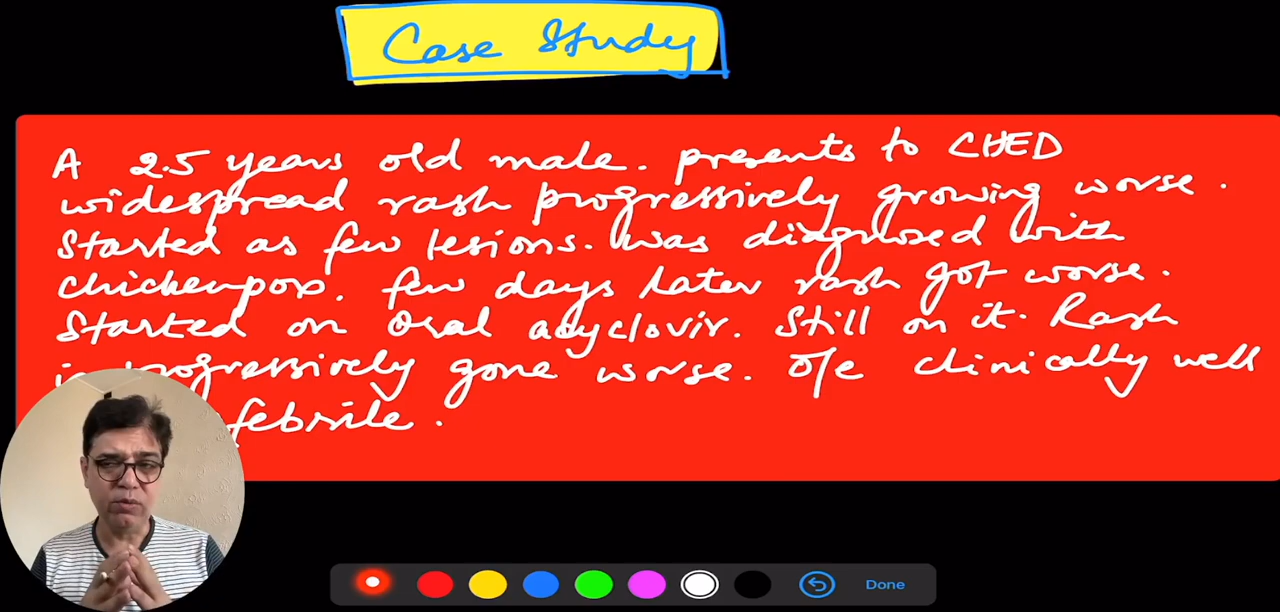 Case Study
A 2.5 years old male. presents to CHED
widespread rash progressively growing worse.
Started as few lesions. was diagnosed with
chickenpox. few days later rash got worse.
Started on oral acyclovir. Still on it. Rash
progressively gone worse. o/e clinically well
febrile.
Done